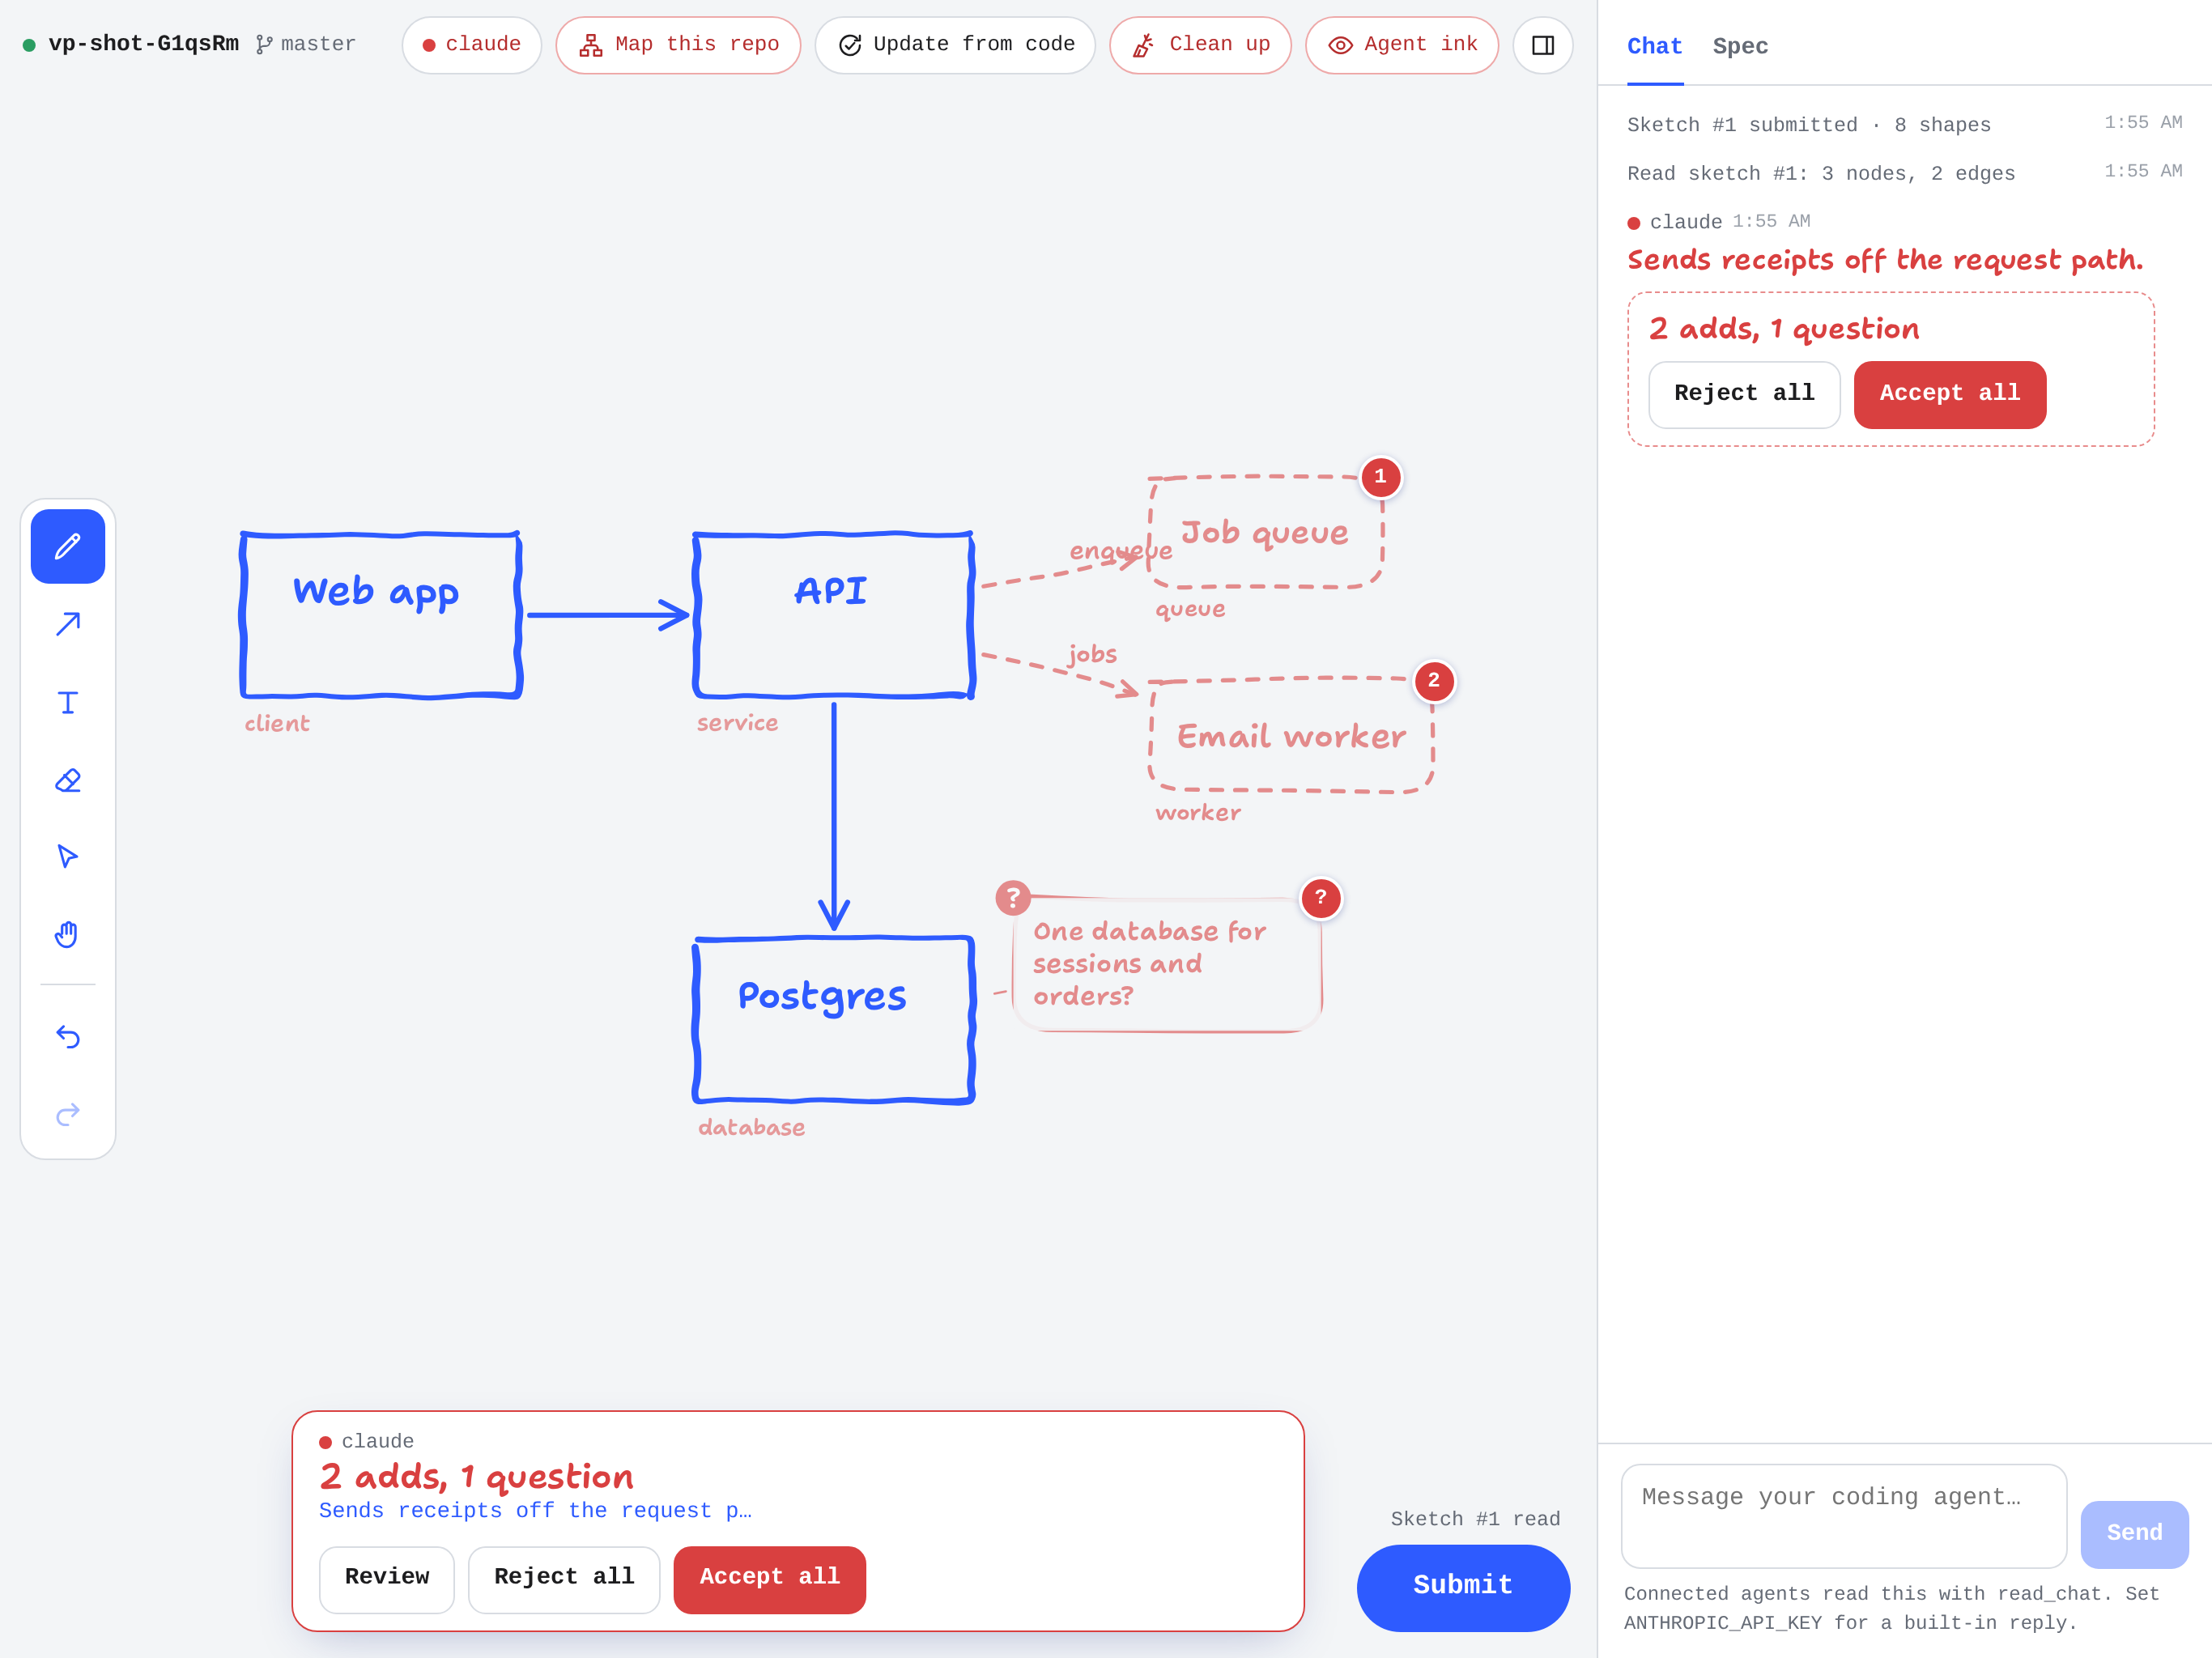 vp-shot-G1qsRm master
claude
Map this repo
Update from code
Clean up
Agent ink
Web app
client
API
service
enqueue
Job queue
1
queue
jobs
2
Email worker
worker
Postgres
database
?
?
One database for
sessions and
orders?
claude
2 adds, 1 question
Sends receipts off the request p…
Review
Reject all
Accept all
Sketch #1 read
Submit
Chat
Spec
Sketch #1 submitted · 8 shapes 1:55 AM
Read sketch #1: 3 nodes, 2 edges 1:55 AM
claude 1:55 AM
Sends receipts off the request path.
2 adds, 1 question
Reject all
Accept all
Message your coding agent…
Send
Connected agents read this with read_chat. Set
ANTHROPIC_API_KEY for a built-in reply.